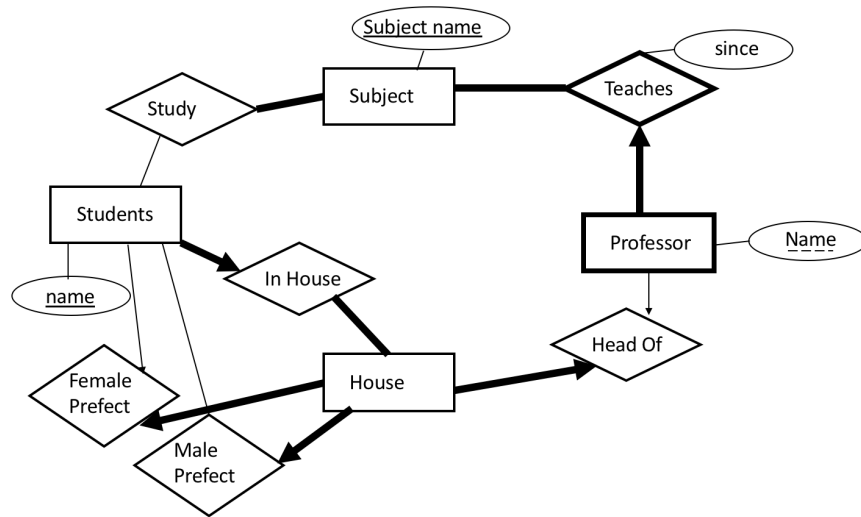 Subject name
since
Study
Subject
Teaches
Students
Professor
Name
In House
name
Head Of
Female
Prefect
House
Male
Prefect